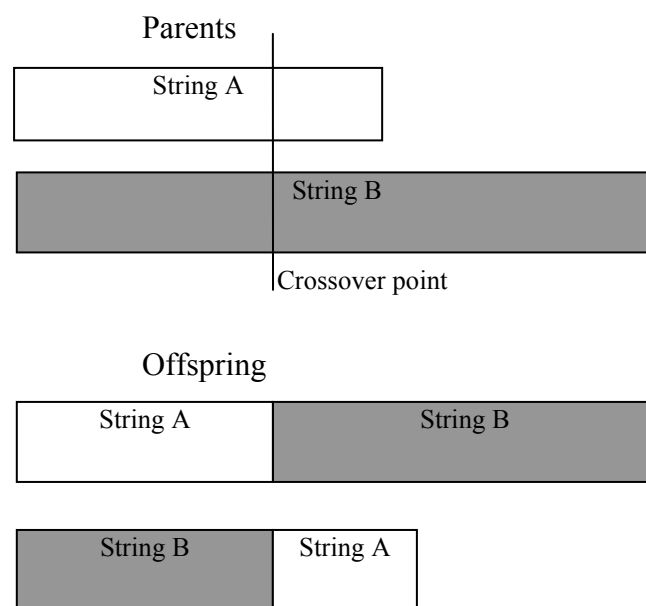 Parents
String A
String B
Crossover point
Offspring
String A String B
String B String A